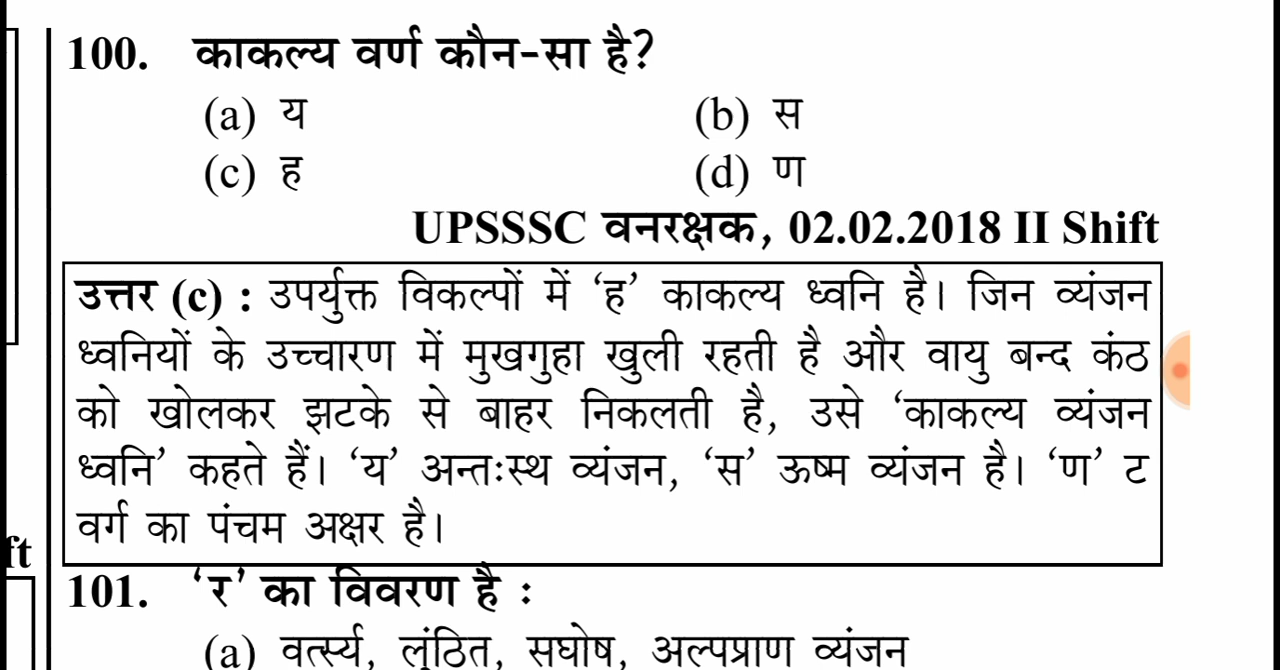 100. काकल्य वर्ण कौन-सा है?
(a) य (b) स
(c) ह (d) ण
UPSSSC वनरक्षक, 02.02.2018 II Shift
उत्तर (c) : उपर्युक्त विकल्पों में ‘ह’ काकल्य ध्वनि है। जिन व्यंजन
ध्वनियों के उच्चारण में मुखगुहा खुली रहती है और वायु बन्द कंठ
को खोलकर झटके से बाहर निकलती है, उसे ‘काकल्य व्यंजन
ध्वनि’ कहते हैं। ‘य’ अन्तःस्थ व्यंजन, ‘स’ ऊष्म व्यंजन है। ‘ण’ ट
वर्ग का पंचम अक्षर है।
ft
101. ‘र’ का विवरण है :
(a) वर्त्स्य, लुंठित, सघोष, अल्पप्राण व्यंजन